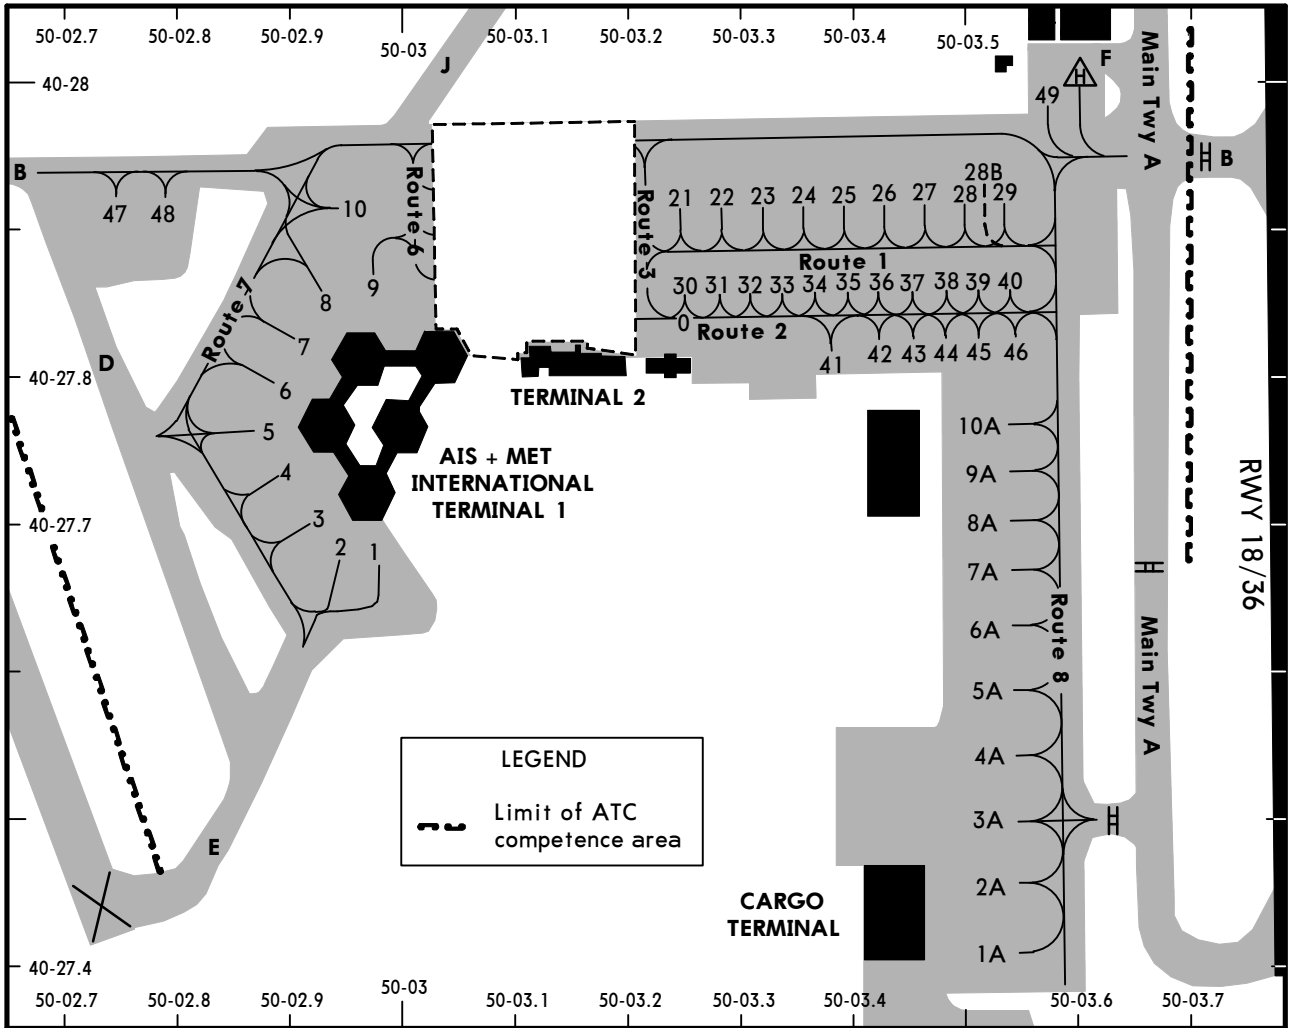 50-02.7 50-02.8 50-02.9 50-03 50-03.1 50-03.2 50-03.3 50-03.4 50-03.5
J
F
40-28
H
49
Main Twy A
B
H B
28B
47 48
10
Route 6
Route 3
21 22 23 24 25 26 27 28 29
9
Route 1
8
Route 7
30 31 32 33 34 35 36 37 38 39 40
0
Route 2
7
41 42 43 44 45 46
D
40-27.8
6
TERMINAL 2
5
10A
AIS + MET
INTERNATIONAL
TERMINAL 1
4
9A
RWY 18/36
3
40-27.7
8A
2 1
7A
H
Route 8
6A
Main Twy A
5A
LEGEND
4A
Limit of ATC
competence area
3A
H
E
2A
CARGO
TERMINAL
1A
40-27.4
50-02.7 50-02.8 50-02.9 50-03 50-03.1 50-03.2 50-03.3 50-03.4 50-03.6 50-03.7